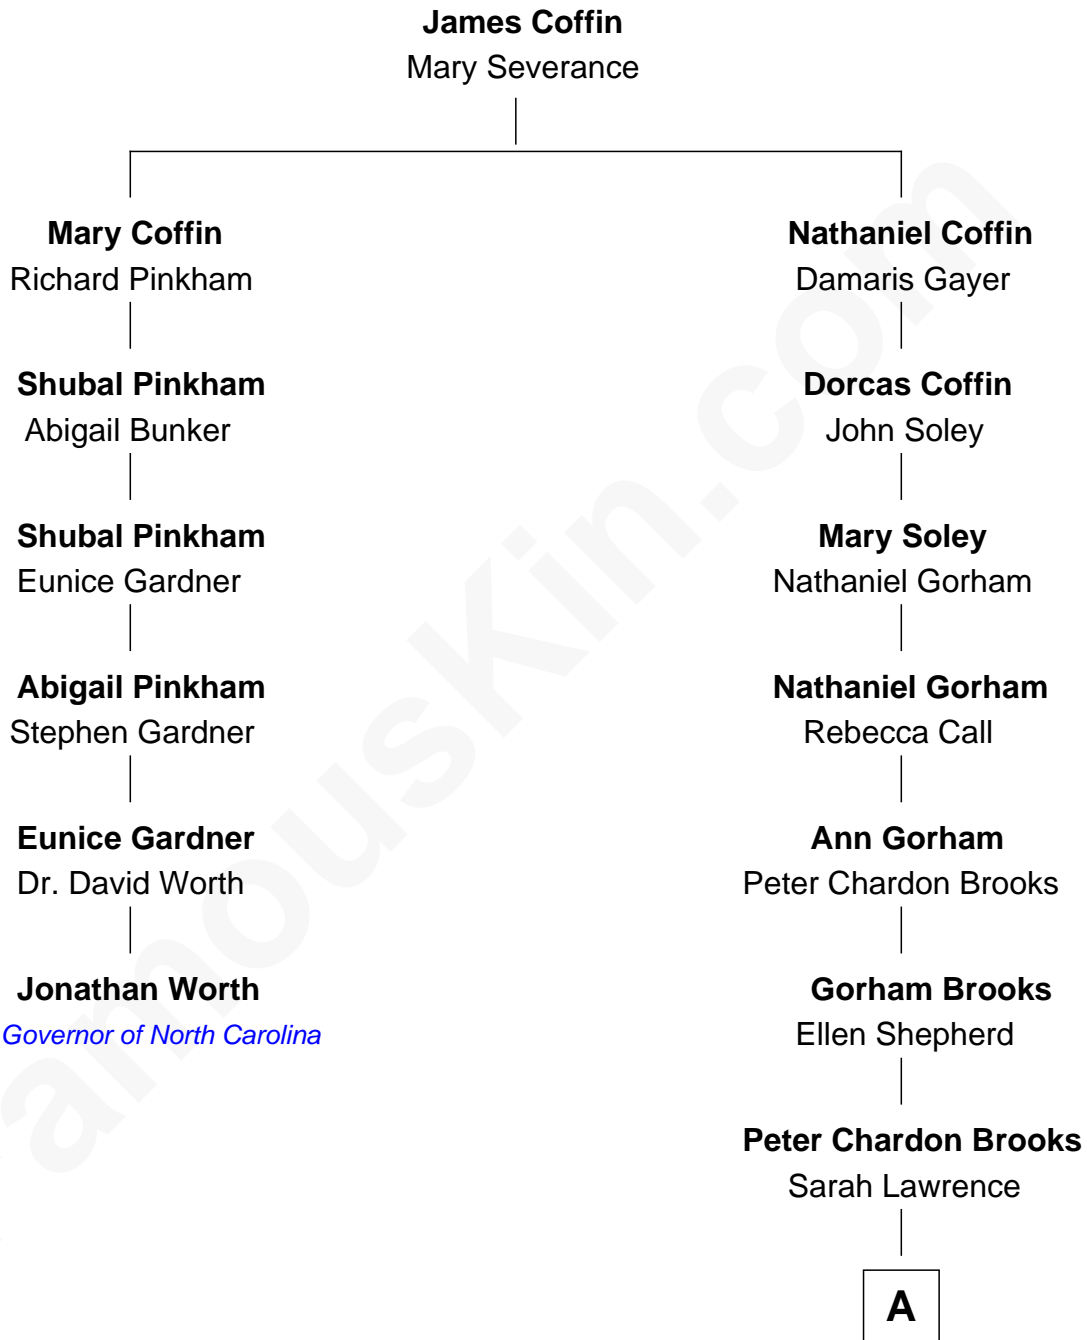 James Coffin
Mary Severance
Mary Coffin
Richard Pinkham
Nathaniel Coffin
Damaris Gayer
Shubal Pinkham
Abigail Bunker
Dorcas Coffin
John Soley
Shubal Pinkham
Eunice Gardner
Mary Soley
Nathaniel Gorham
Abigail Pinkham
Stephen Gardner
Nathaniel Gorham
Rebecca Call
Eunice Gardner
Dr. David Worth
Ann Gorham
Peter Chardon Brooks
Jonathan Worth
Governor of North Carolina
Gorham Brooks
Ellen Shepherd
Peter Chardon Brooks
Sarah Lawrence
A
amouskin.com